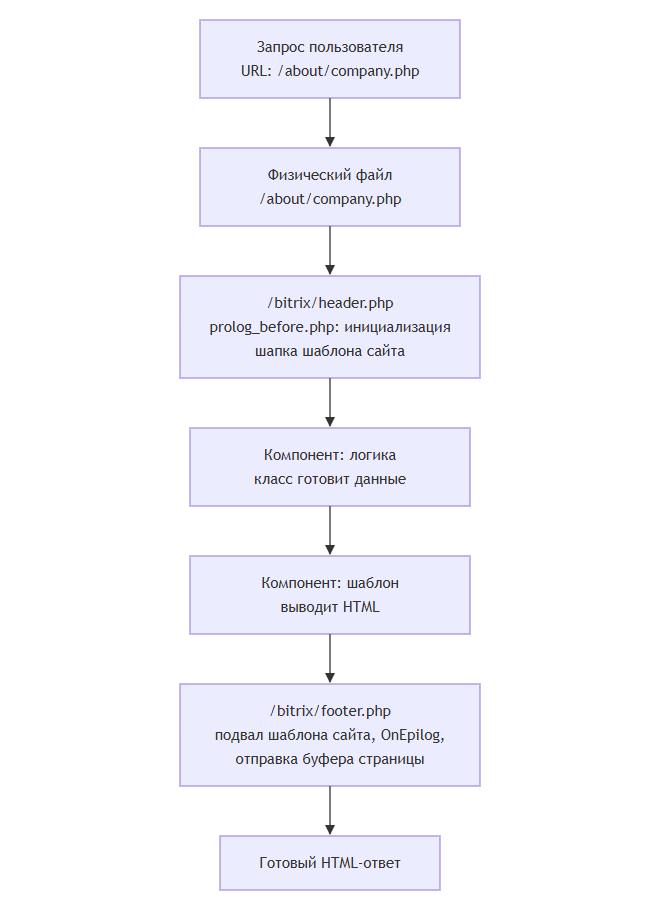 Запрос пользователя
URL: /about/company.php
Физический файл
/about/company.php
/bitrix/header.php
prolog_before.php: инициализация
шапка шаблона сайта
Компонент: логика
класс готовит данные
Компонент: шаблон
выводит HTML
/bitrix/footer.php
подвал шаблона сайта, OnEpilog,
отправка буфера страницы
Готовый HTML-ответ